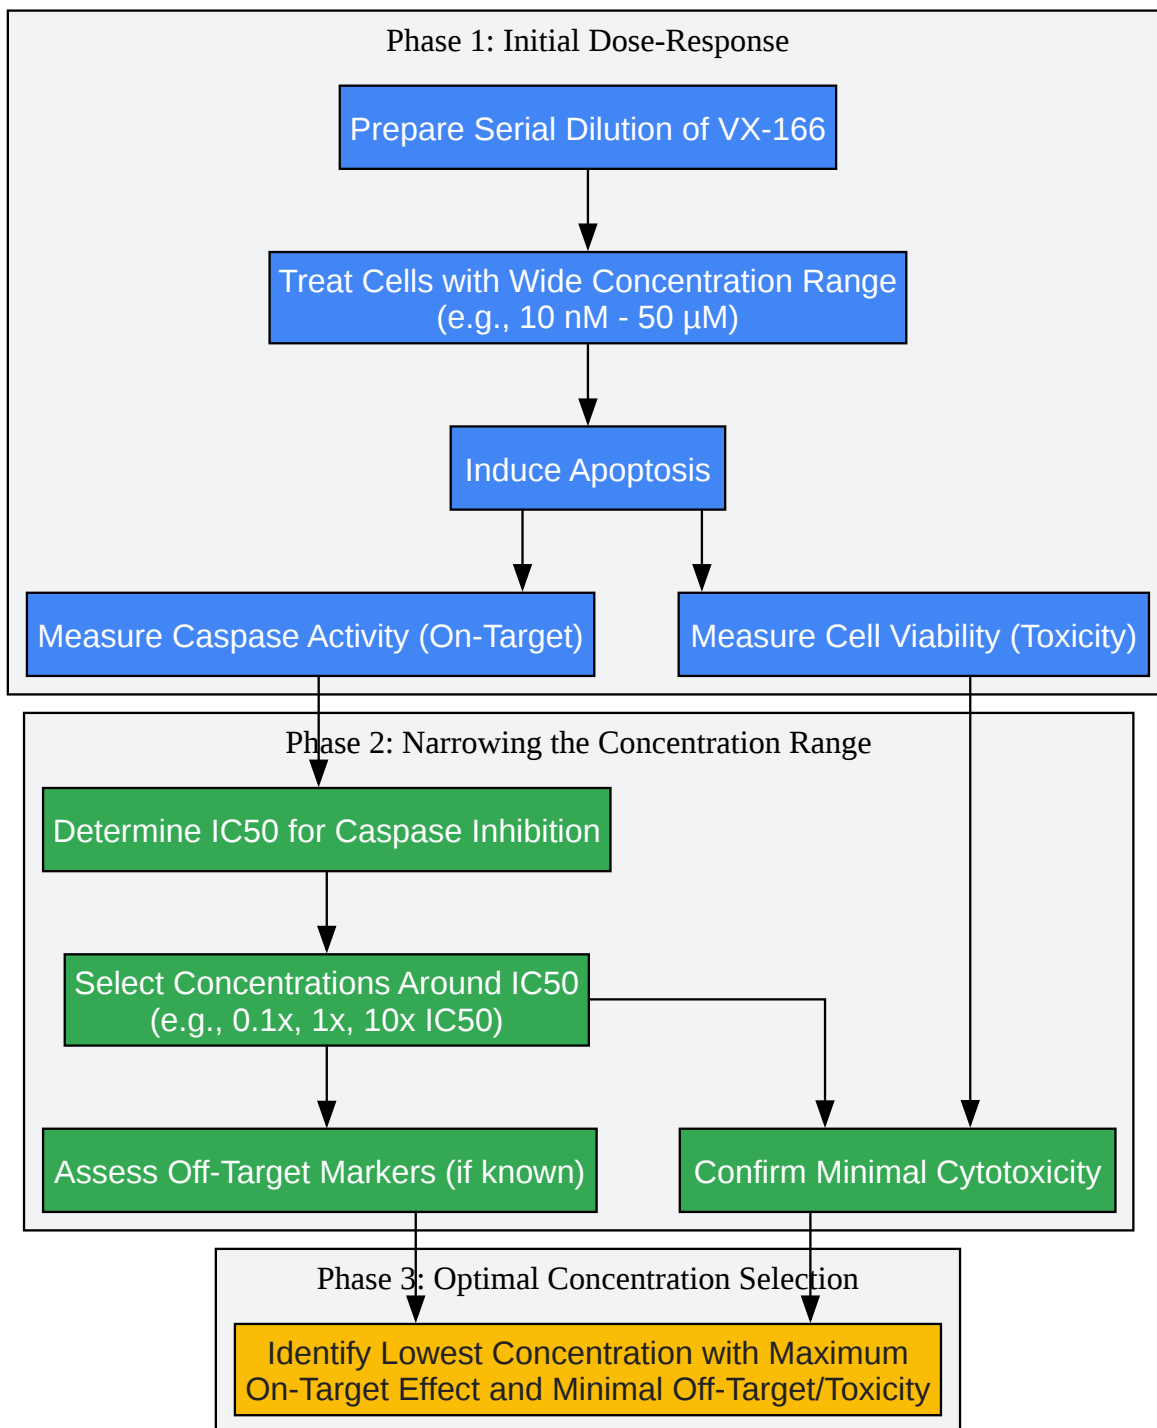 Phase 1: Initial Dose-Response
Prepare Serial Dilution of VX-166
Treat Cells with Wide Concentration Range
(e.g., 10 nM - 50 µM)
Induce Apoptosis
Measure Caspase Activity (On-Target)
Measure Cell Viability (Toxicity)
Phase 2: Narrowing the Concentration Range
Determine IC50 for Caspase Inhibition
Select Concentrations Around IC50
(e.g., 0.1x, 1x, 10x IC50)
Assess Off-Target Markers (if known)
Confirm Minimal Cytotoxicity
Phase 3: Optimal Concentration Selection
Identify Lowest Concentration with Maximum
On-Target Effect and Minimal Off-Target/Toxicity